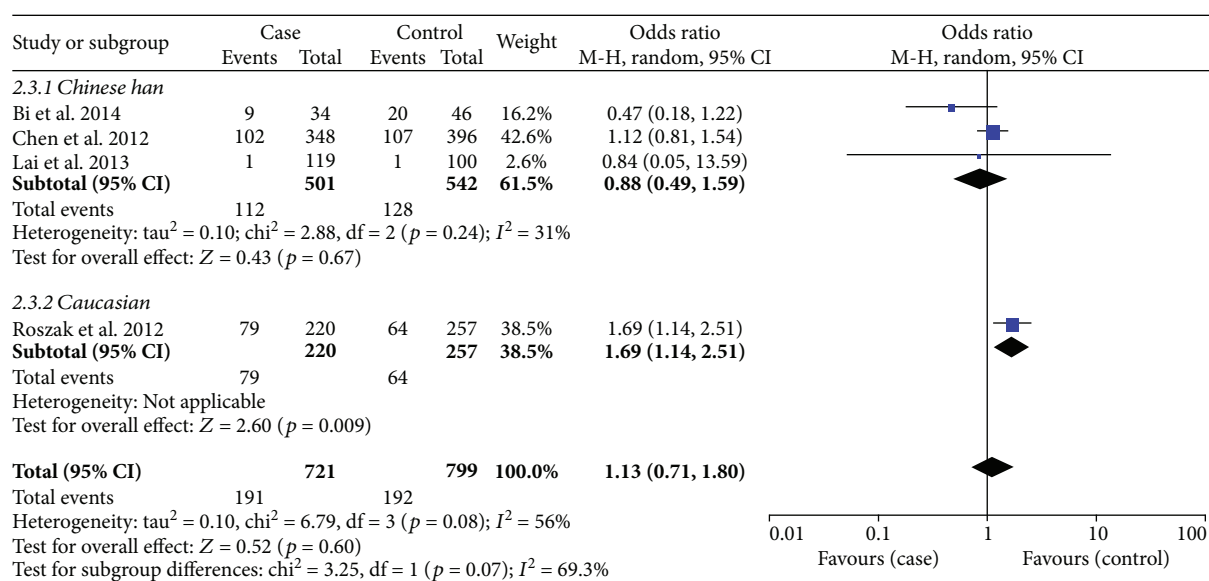 Study or subgroup Case Control Weight Odds ratio Odds ratio
Events Total Events Total M-H, random, 95% CI M-H, random, 95% CI
2.3.1 Chinese han
Bi et al. 2014 9 34 20 46 16.2% 0.47 (0.18, 1.22)
Chen et al. 2012 102 348 107 396 42.6% 1.12 (0.81, 1.54)
Lai et al. 2013 1 119 1 100 2.6% 0.84 (0.05, 13.59)
Subtotal (95% CI) 501 542 61.5% 0.88 (0.49, 1.59)
Total events 112 128
Heterogeneity: tau² = 0.10; chi² = 2.88, df = 2 (p = 0.24); I² = 31%
Test for overall effect: Z = 0.43 (p = 0.67)
2.3.2 Caucasian
Roszak et al. 2012 79 220 64 257 38.5% 1.69 (1.14, 2.51)
Subtotal (95% CI) 220 257 38.5% 1.69 (1.14, 2.51)
Total events 79 64
Heterogeneity: Not applicable
Test for overall effect: Z = 2.60 (p = 0.009)
Total (95% CI) 721 799 100.0% 1.13 (0.71, 1.80)
Total events 191 192
Heterogeneity: tau² = 0.10, chi² = 6.79, df = 3 (p = 0.08); I² = 56%
Test for overall effect: Z = 0.52 (p = 0.60)
Test for subgroup differences: chi² = 3.25, df = 1 (p = 0.07); I² = 69.3%
0.01 0.1 1 10 100
Favours (case) Favours (control)